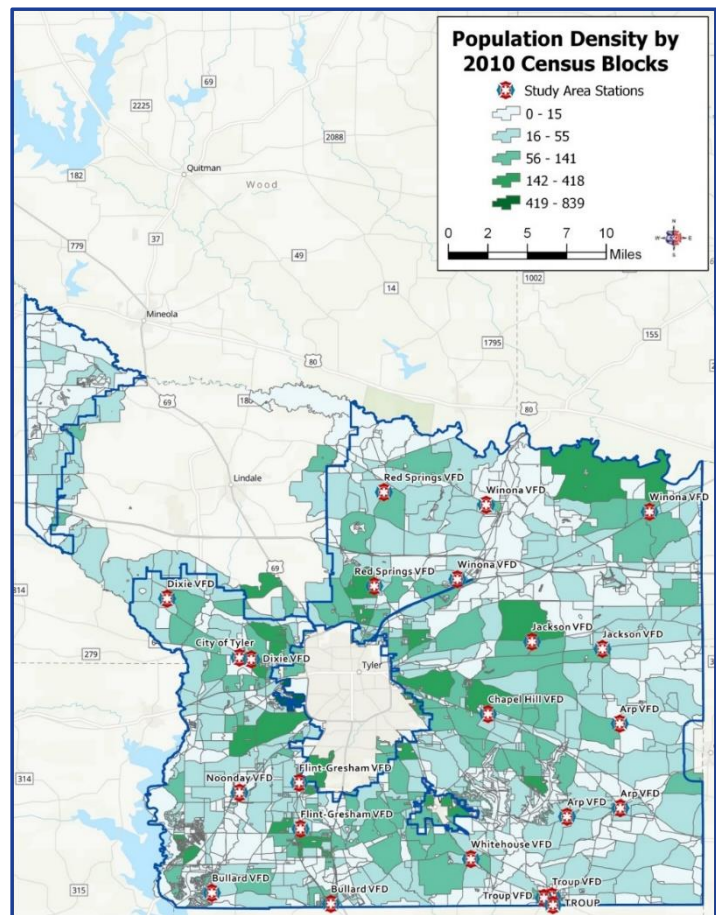 Population Density by
2010 Census Blocks
Study Area Stations
0 - 15
16 - 55
56 - 141
142 - 418
419 - 839
0 2 4 6 10
Miles
N
W E
S
69
2225
2088
182
Quitman
Wood
37
779
49
14
1002
Mineola
1795
155
80
69
80
Lindale
Red Springs VFD
Winona VFD
Winona VFD
69
Red Springs VFD
Winona VFD
314
Dixie VFD
Jackson VFD
Jackson VFD
City of Tyler
279
Dixie VFD
Tyler
Chapel Hill VFD
Arp VFD
314
Noonday VFD
Flint-Gresham VFD
Arp VFD
Arp VFD
Flint-Gresham VFD
Whitehouse VFD
315
Bullard VFD
Bullard VFD
Troup VFD
Troup VFD
TROUP